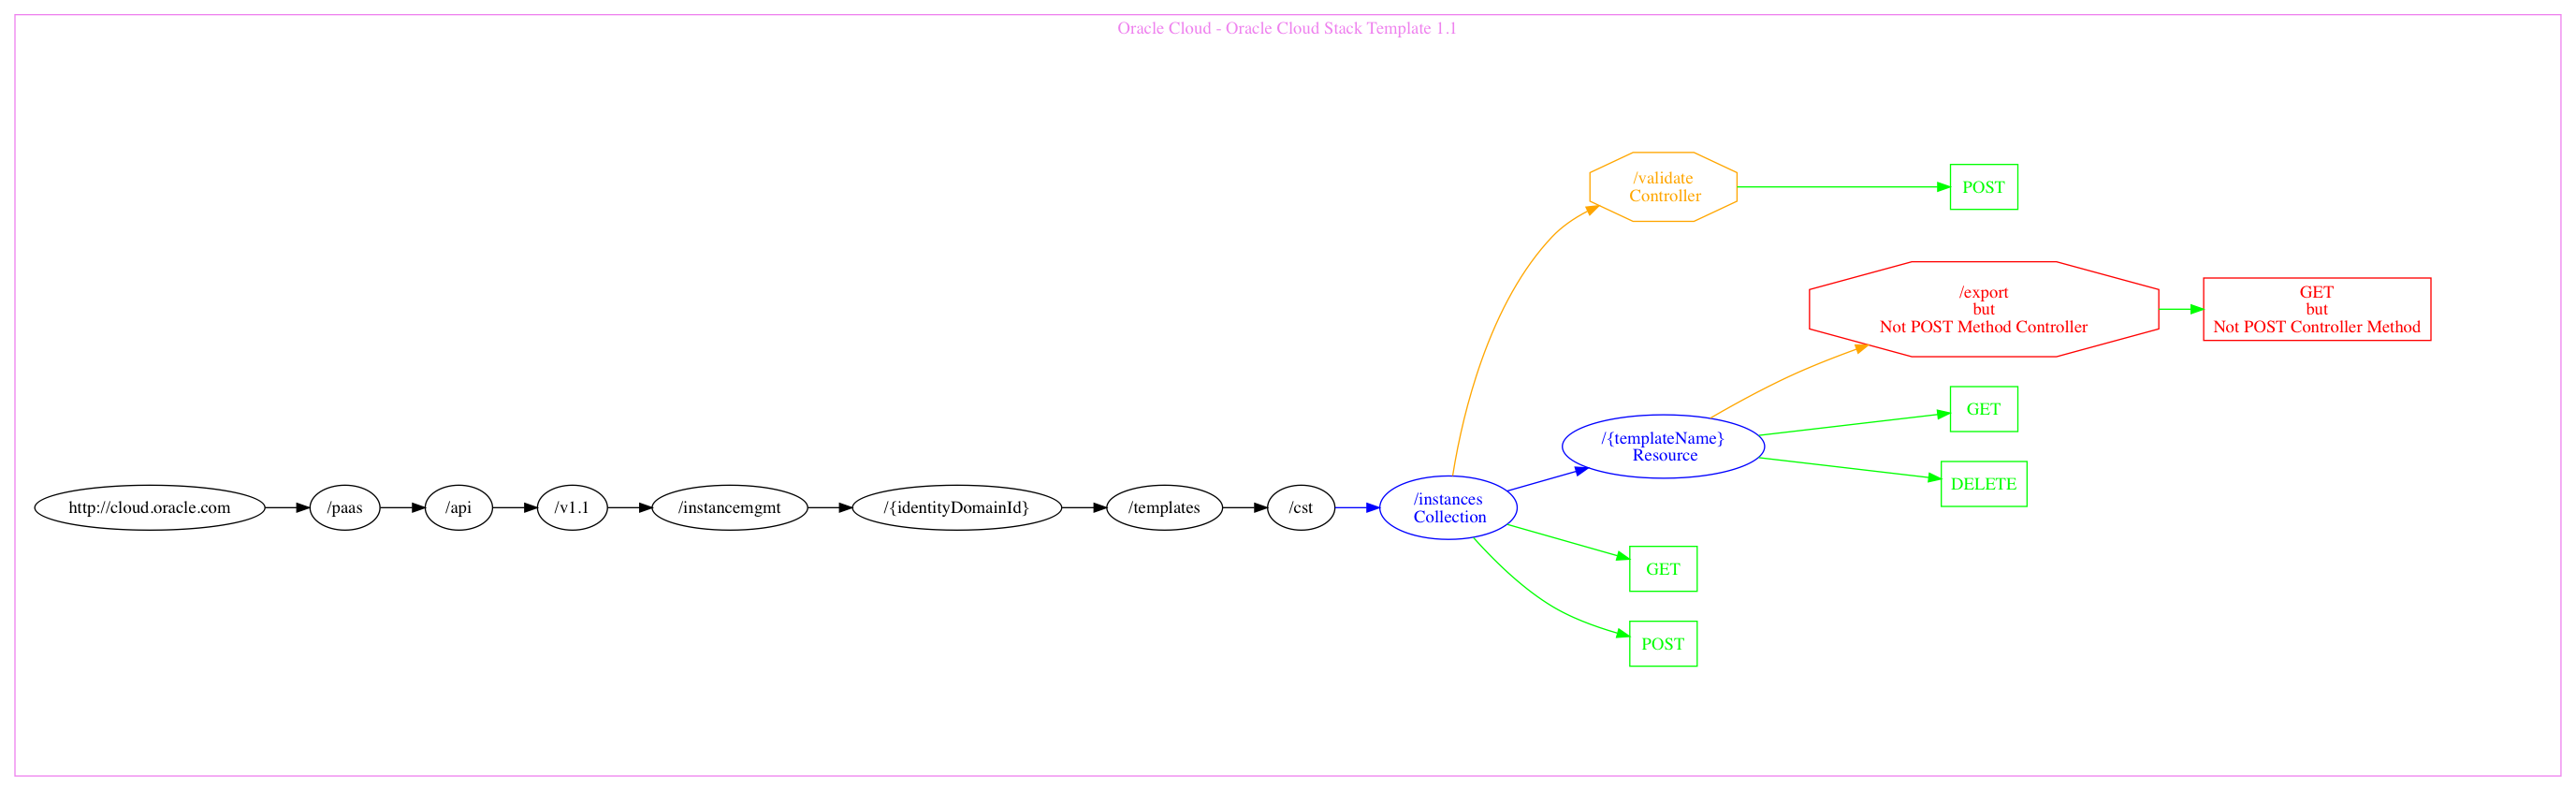 Oracle Cloud - Oracle Cloud Stack Template 1.1
/validate
Controller
POST
/export
but
Not POST Method Controller
GET
but
Not POST Controller Method
GET
/{templateName}
Resource
DELETE
http://cloud.oracle.com
/paas
/api
/v1.1
/instancemgmt
/{identityDomainId}
/templates
/cst
/instances
Collection
GET
POST